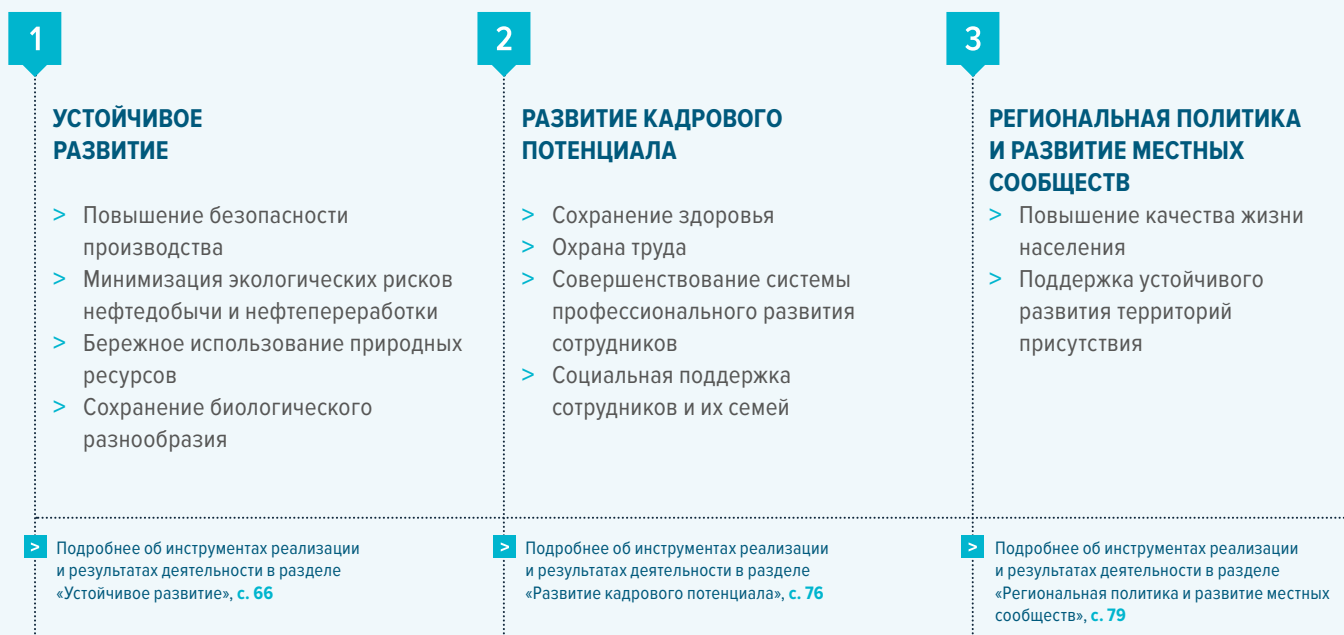 1
УСТОЙЧИВОЕ
РАЗВИТИЕ
> Повышение безопасности
производства
> Минимизация экологических рисков
нефтедобычи и нефтепереработки
> Бережное использование природных
ресурсов
> Сохранение биологического
разнообразия
> Подробнее об инструментах реализации
и результатах деятельности в разделе
«Устойчивое развитие», с. 66
2
РАЗВИТИЕ КАДРОВОГО
ПОТЕНЦИАЛА
> Сохранение здоровья
> Охрана труда
> Совершенствование системы
профессионального развития
сотрудников
> Социальная поддержка
сотрудников и их семей
> Подробнее об инструментах реализации
и результатах деятельности в разделе
«Развитие кадрового потенциала», с. 76
3
РЕГИОНАЛЬНАЯ ПОЛИТИКА
И РАЗВИТИЕ МЕСТНЫХ
СООБЩЕСТВ
> Повышение качества жизни
населения
> Поддержка устойчивого
развития территорий
присутствия
> Подробнее об инструментах реализации
и результатах деятельности в разделе
«Региональная политика и развитие местных
сообществ», с. 79